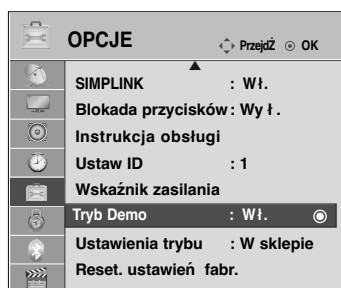 OPCJE
PrzejdŹ OK
SIMPLINK : Wł.
Blokada przycisków : Wy ł .
Instrukcja obsługi
Ustaw ID : 1
Wskaźnik zasilania
Tryb Demo : Wł.
Ustawienia trybu : W sklepie
Reset. ustawień fabr.